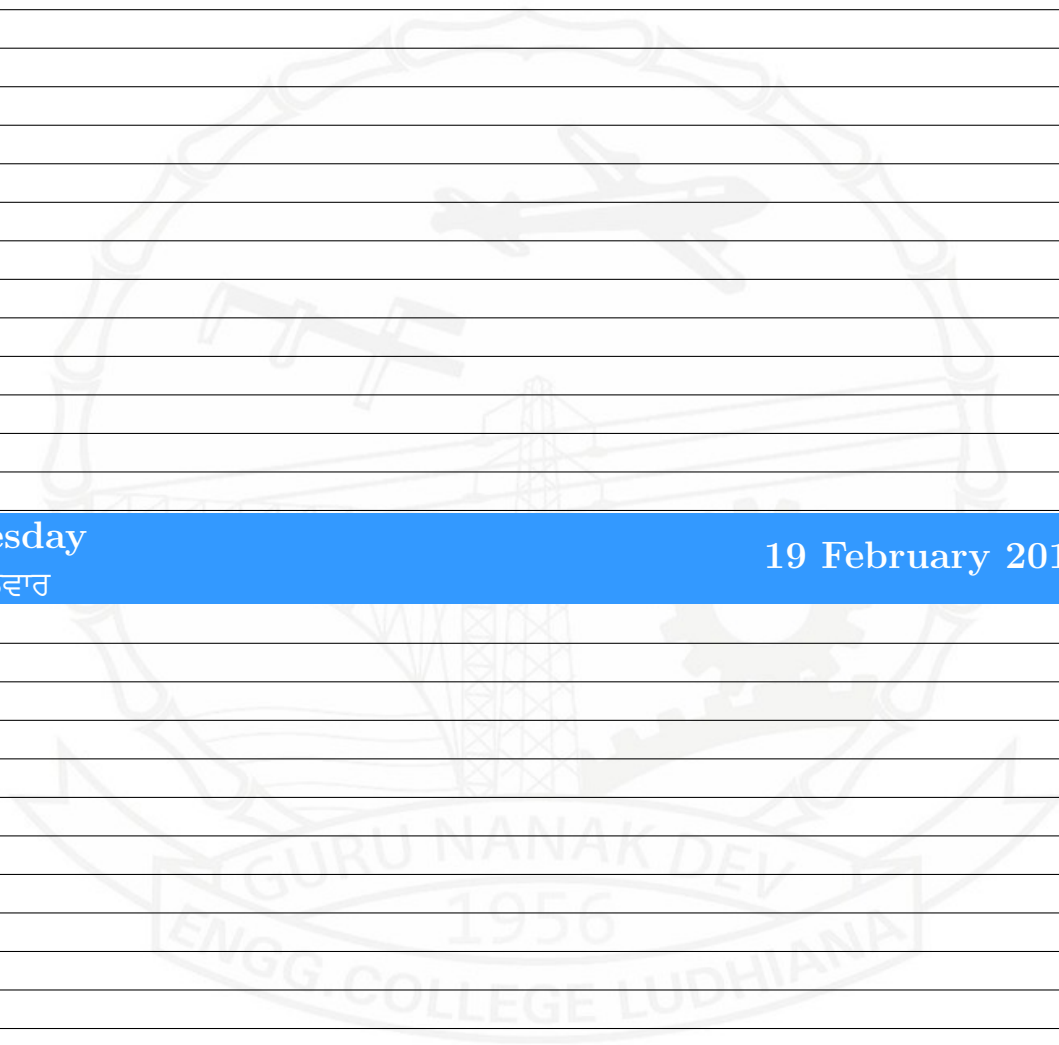 esday
ਵਾਰ
19 February 201
GURU NANAK DEV
1956
ENGG. COLLEGE LUDHIANA